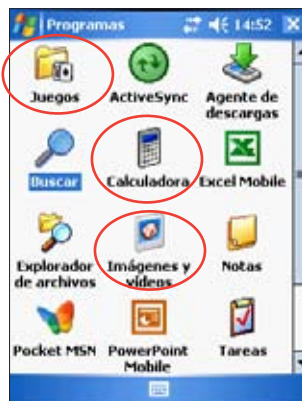 Programas 14:52
Juegos ActiveSync Agente de
descargas
Buscar Calculadora Excel Mobile
Explorador Imágenes y Notas
de archivos vídeos
Pocket MSN PowerPoint Tareas
Mobile